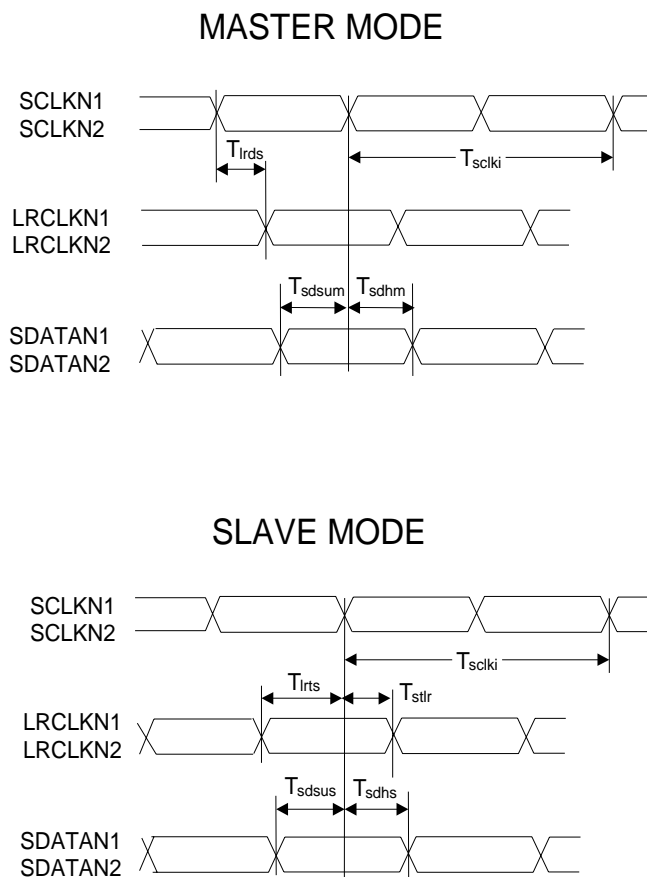 MASTER MODE
SCLKN1
SCLKN2
Tlrds
Tsclki
LRCLKN1
LRCLKN2
Tsdsum
Tsdhm
SDATAN1
SDATAN2
SLAVE MODE
SCLKN1
SCLKN2
Tsclki
Tlrts
Tstlr
LRCLKN1
LRCLKN2
Tsdsus
Tsdhs
SDATAN1
SDATAN2